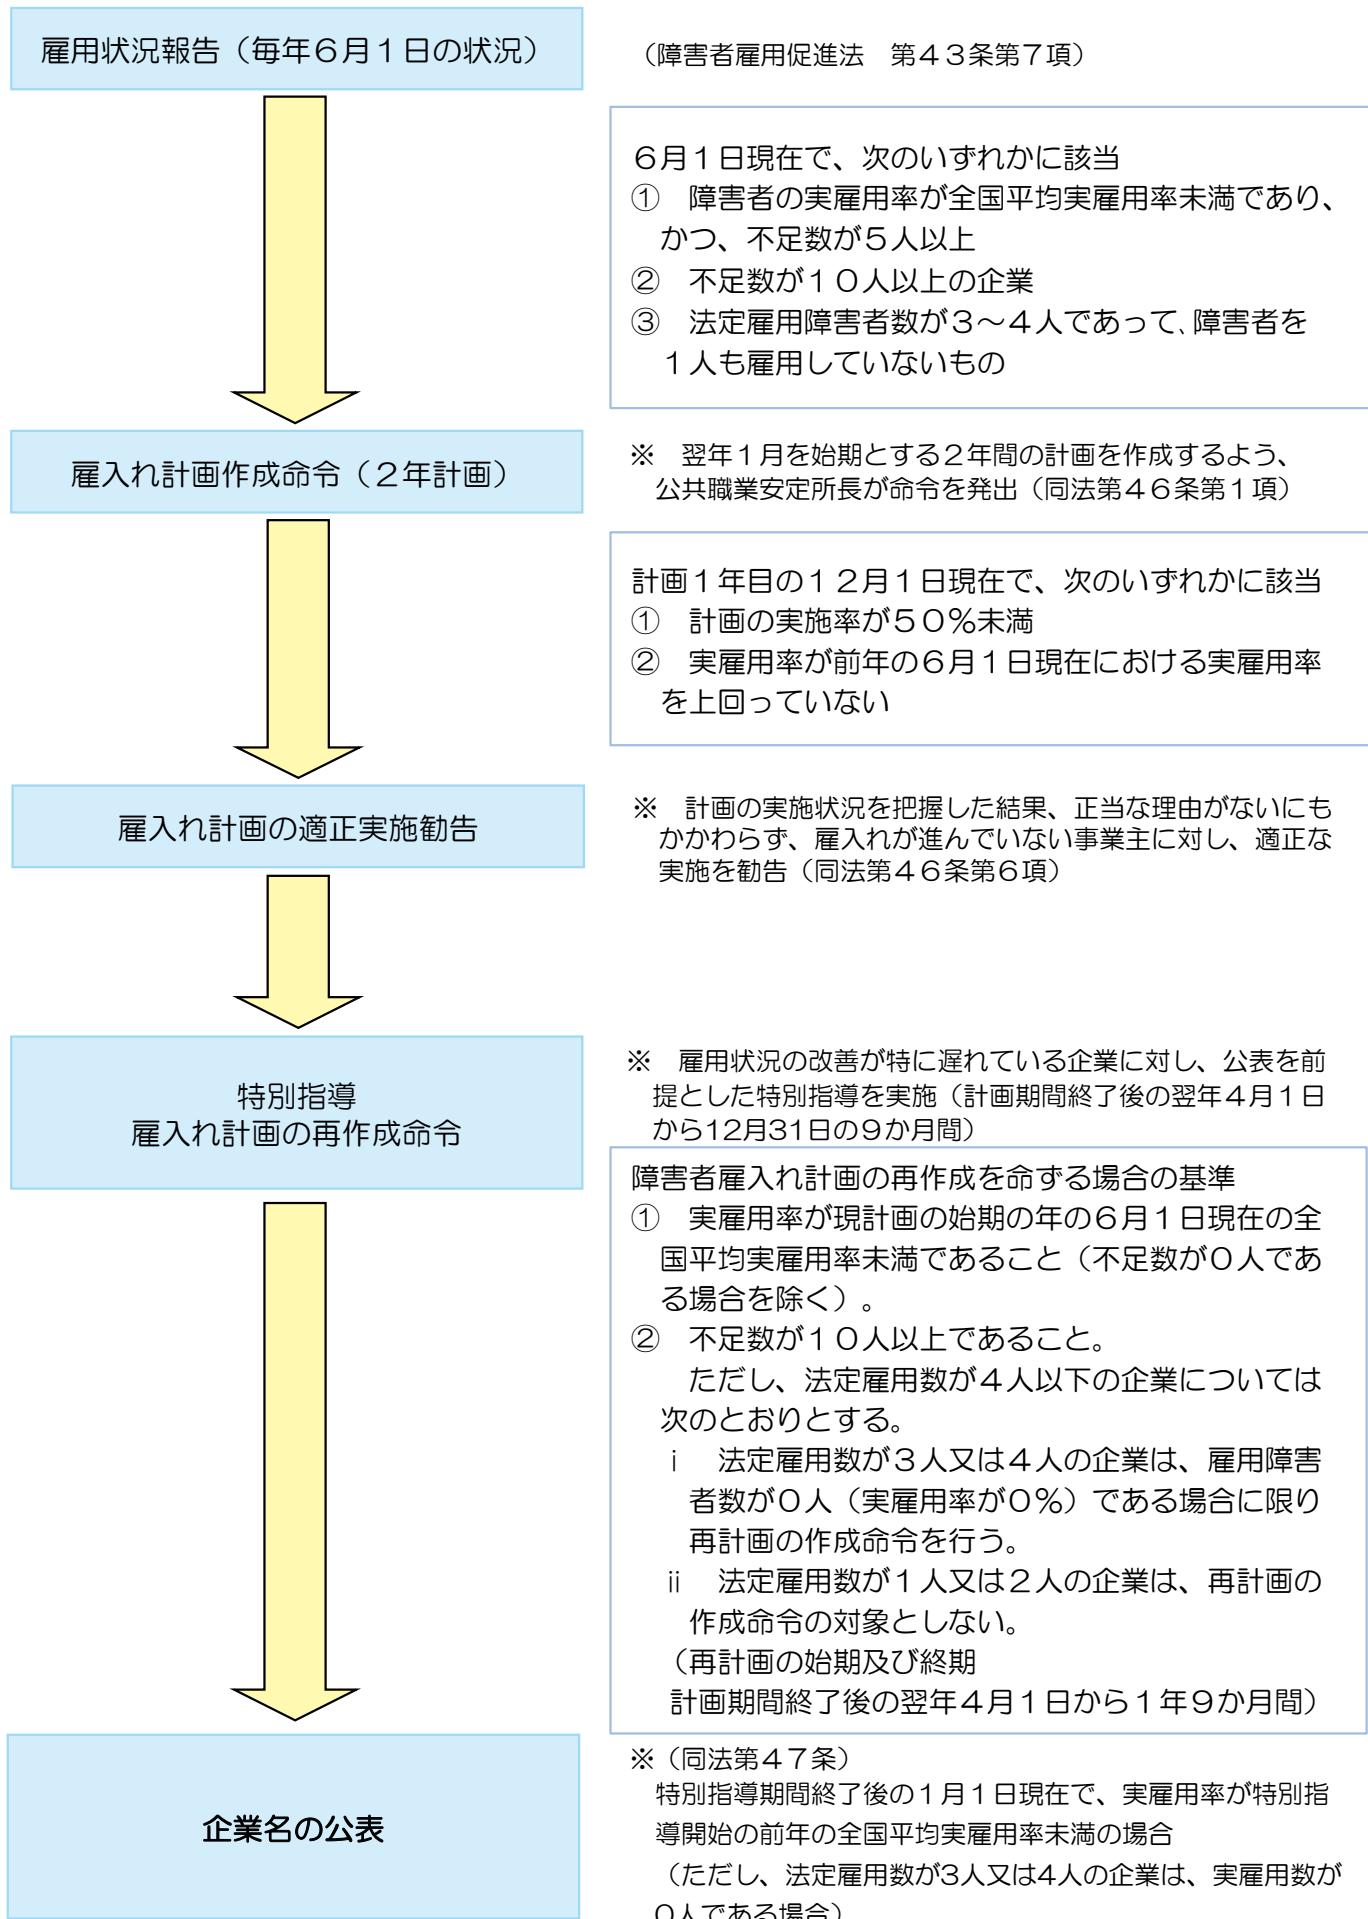 雇用状況報告（毎年６月１日の状況）
（障害者雇用促進法　第４３条第７項）
６月１日現在で、次のいずれかに該当
①　障害者の実雇用率が全国平均実雇用率未満であり、
かつ、不足数が５人以上
②　不足数が１０人以上の企業
③　法定雇用障害者数が３～４人であって、障害者を
１人も雇用していないもの
雇入れ計画作成命令（２年計画）
※　翌年１月を始期とする２年間の計画を作成するよう、
公共職業安定所長が命令を発出（同法第４６条第１項）
計画１年目の１２月１日現在で、次のいずれかに該当
①　計画の実施率が５０％未満
②　実雇用率が前年の６月１日現在における実雇用率
を上回っていない
雇入れ計画の適正実施勧告
※　計画の実施状況を把握した結果、正当な理由がないにも
かかわらず、雇入れが進んでいない事業主に対し、適正な
実施を勧告（同法第４６条第６項）
特別指導
雇入れ計画の再作成命令
※　雇用状況の改善が特に遅れている企業に対し、公表を前
提とした特別指導を実施（計画期間終了後の翌年４月１日
から12月31日の９か月間）
障害者雇入れ計画の再作成を命ずる場合の基準
①　実雇用率が現計画の始期の年の６月１日現在の全
国平均実雇用率未満であること（不足数が０人であ
る場合を除く）。
②　不足数が１０人以上であること。
ただし、法定雇用数が４人以下の企業については
次のとおりとする。
ⅰ　法定雇用数が３人又は４人の企業は、雇用障害
者数が０人（実雇用率が０％）である場合に限り
再計画の作成命令を行う。
ⅱ　法定雇用数が１人又は２人の企業は、再計画の
作成命令の対象としない。
（再計画の始期及び終期
計画期間終了後の翌年４月１日から１年９か月間）
企業名の公表
※（同法第４７条）
特別指導期間終了後の１月１日現在で、実雇用率が特別指
導開始の前年の全国平均実雇用率未満の場合
（ただし、法定雇用数が3人又は4人の企業は、実雇用数が
0人である場合）